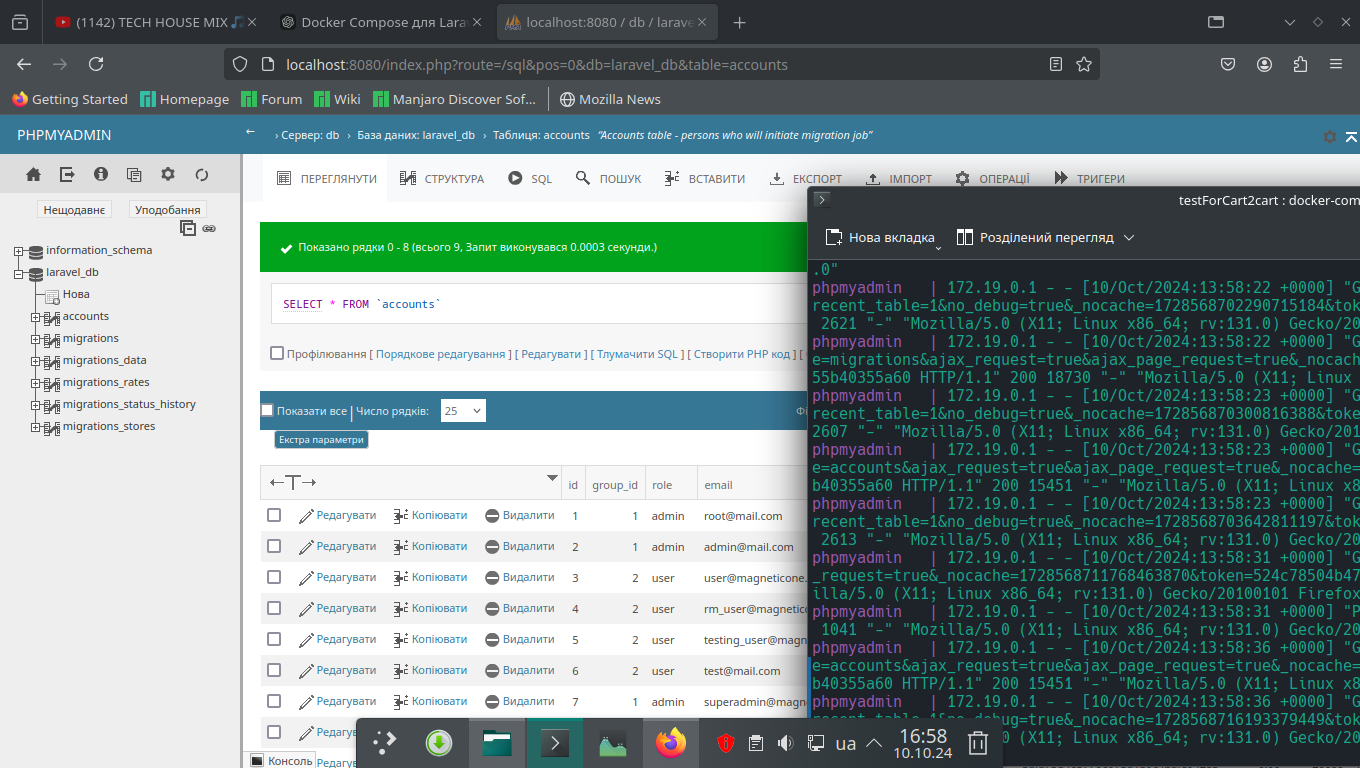 (1142) TECH HOUSE MIX
Docker Compose для Lara
localhost:8080 / db / larave
localhost:8080/index.php?route=/sql&pos=0&db=laravel_db&table=accounts
Getting Started Homepage Forum Wiki Manjaro Discover Sof... Mozilla News
PHPMYADMIN
› Сервер: db › База даних: laravel_db › Таблиця: accounts "Accounts table - persons who will initiate migration job"
Нещодавнє Уподобання
information_schema
laravel_db
Нова
accounts
migrations
migrations_data
migrations_rates
migrations_status_history
migrations_stores
ПЕРЕГЛЯНУТИ СТРУКТУРА SQL ПОШУК ВСТАВИТИ ЕКСПОРТ ІМПОРТ ОПЕРАЦІЇ ТРИГЕРИ
Показано рядки 0 - 8 (всього 9, Запит виконувався 0.0003 секунди.)
SELECT * FROM `accounts`
Профілювання [ Порядкове редагування ] [ Редагувати ] [ Тлумачити SQL ] [ Створити PHP код ] [
Показати все | Число рядків: 25
Екстра параметри
id group_id role email
Редагувати Копіювати Видалити 1 1 admin root@mail.com
Редагувати Копіювати Видалити 2 1 admin admin@mail.com
Редагувати Копіювати Видалити 3 2 user user@magneticone.
Редагувати Копіювати Видалити 4 2 user rm_user@magnetico
Редагувати Копіювати Видалити 5 2 user testing_user@magn
Редагувати Копіювати Видалити 6 2 user test@mail.com
Редагувати Копіювати Видалити 7 1 admin superadmin@magne
Редагува
Консоль
testForCart2cart : docker-com
Нова вкладка Розділений перегляд
.0"
phpmyadmin | 172.19.0.1 - - [10/Oct/2024:13:58:22 +0000] "G
recent_table=1&no_debug=true&_nocache=1728568702290715184&tok
2621 "-" "Mozilla/5.0 (X11; Linux x86_64; rv:131.0) Gecko/20
phpmyadmin | 172.19.0.1 - - [10/Oct/2024:13:58:22 +0000] "G
e=migrations&ajax_request=true&ajax_page_request=true&_nocach
55b40355a60 HTTP/1.1" 200 18730 "-" "Mozilla/5.0 (X11; Linux
phpmyadmin | 172.19.0.1 - - [10/Oct/2024:13:58:23 +0000] "G
recent_table=1&no_debug=true&_nocache=172856870300816388&toke
2607 "-" "Mozilla/5.0 (X11; Linux x86_64; rv:131.0) Gecko/201
phpmyadmin | 172.19.0.1 - - [10/Oct/2024:13:58:23 +0000] "G
e=accounts&ajax_request=true&ajax_page_request=true&_nocache=
b40355a60 HTTP/1.1" 200 15451 "-" "Mozilla/5.0 (X11; Linux x8
phpmyadmin | 172.19.0.1 - - [10/Oct/2024:13:58:23 +0000] "G
recent_table=1&no_debug=true&_nocache=1728568703642811197&tok
2613 "-" "Mozilla/5.0 (X11; Linux x86_64; rv:131.0) Gecko/20
phpmyadmin | 172.19.0.1 - - [10/Oct/2024:13:58:31 +0000] "G
_request=true&_nocache=1728568711768463870&token=524c78504b47
illa/5.0 (X11; Linux x86_64; rv:131.0) Gecko/20100101 Firefox
phpmyadmin | 172.19.0.1 - - [10/Oct/2024:13:58:31 +0000] "P
1041 "-" "Mozilla/5.0 (X11; Linux x86_64; rv:131.0) Gecko/20
phpmyadmin | 172.19.0.1 - - [10/Oct/2024:13:58:36 +0000] "G
e=accounts&ajax_request=true&ajax_page_request=true&_nocache=
b40355a60 HTTP/1.1" 200 15451 "-" "Mozilla/5.0 (X11; Linux x8
phpmyadmin | 172.19.0.1 - - [10/Oct/2024:13:58:36 +0000] "G
recent_table=1&no_debug=true&_nocache=1728568716193379449&tok
0 (X11; Linux x86_64; rv:131.0) Gecko/20
ua 16:58
10.10.24